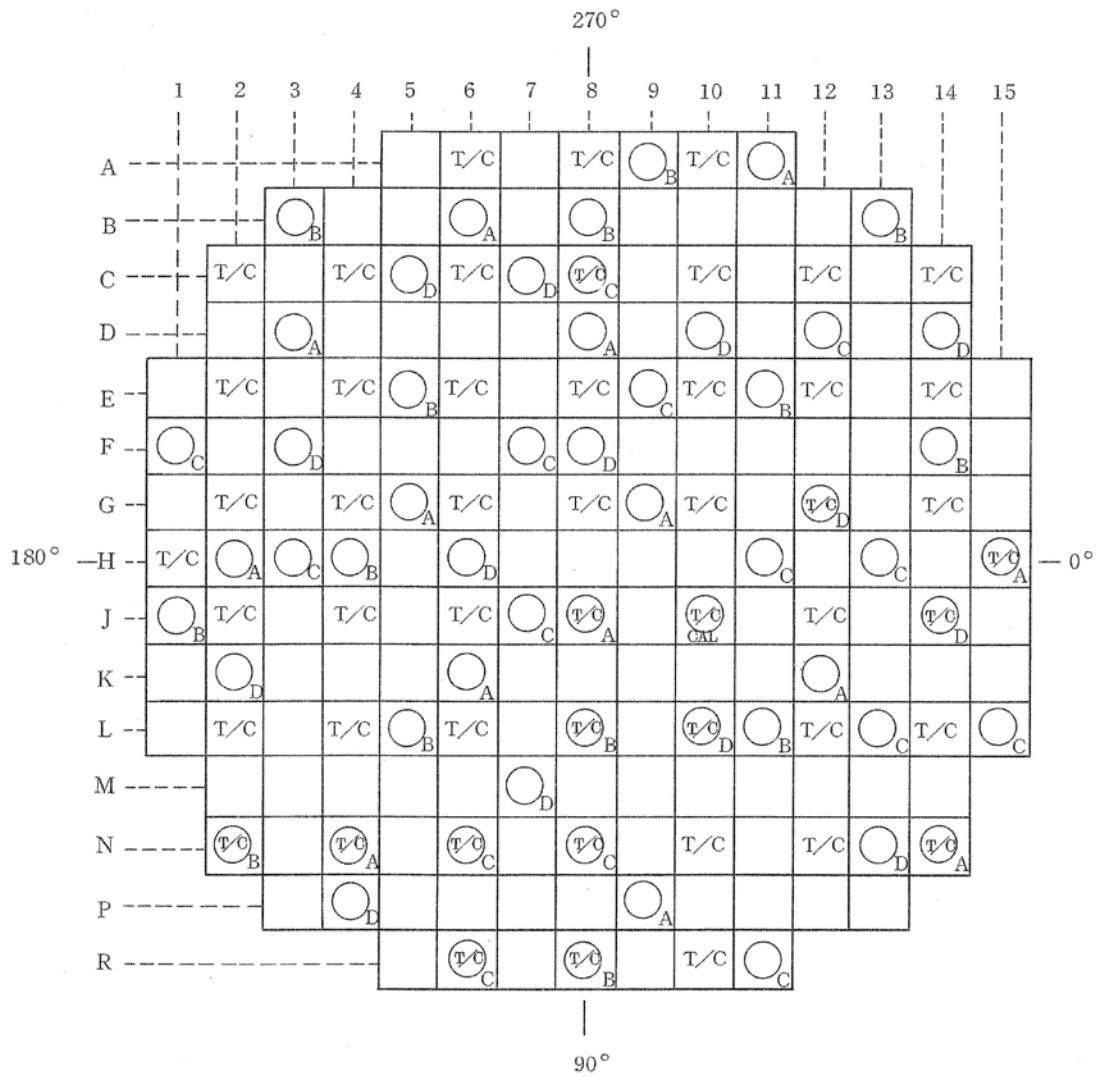 270°
1 2 3 4 5 6 7 8 9 10 11 12 13 14 15
A T/C T/C B T/C A
B B A B B
C T/C T/C D T/C D T/C C T/C T/C T/C
D A A D C D
E T/C T/C B T/C T/C C T/C B T/C T/C
F C D C D B
G T/C T/C A T/C T/C A T/C T/C D T/C
180° H T/C A C B D C C T/C A 0°
J B T/C T/C T/C C T/C A T/C CAL T/C T/C D
K D A A
L T/C T/C B T/C T/C B T/C D B T/C C T/C C
M D
N T/C B T/C A T/C C T/C C T/C T/C D T/C A
P D A
R T/C C T/C B T/C C
90°